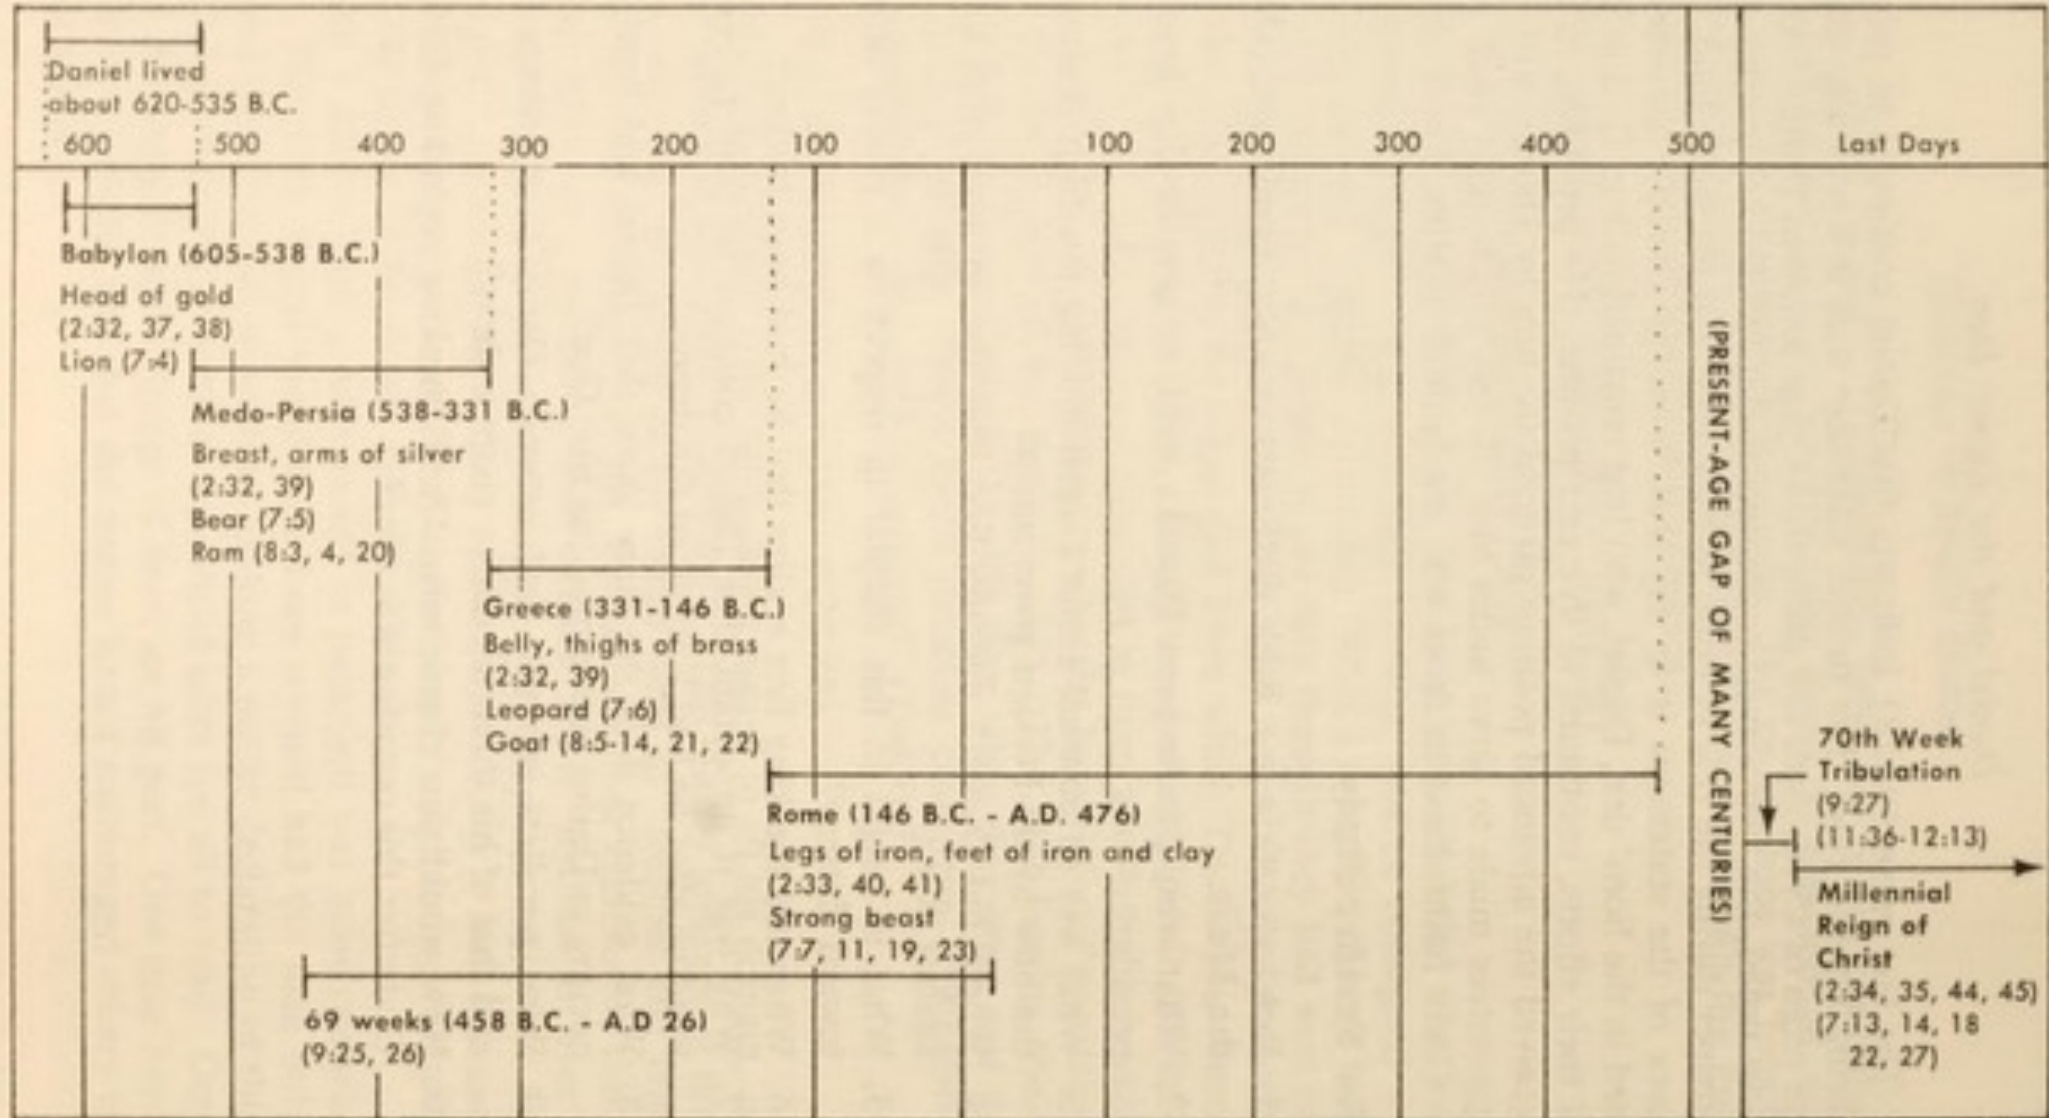 Daniel lived
about 620-535 B.C.
600 500 400 300 200 100 100 200 300 400 500 Last Days
Babylon (605-538 B.C.)
Head of gold
(2:32, 37, 38)
Lion (7:4)
Medo-Persia (538-331 B.C.)
Breast, arms of silver
(2:32, 39)
Bear (7:5)
Ram (8:3, 4, 20)
Greece (331-146 B.C.)
Belly, thighs of brass
(2:32, 39)
Leopard (7:6)
Goat (8:5-14, 21, 22)
Rome (146 B.C. - A.D. 476)
Legs of iron, feet of iron and clay
(2:33, 40, 41)
Strong beast
(7:7, 11, 19, 23)
69 weeks (458 B.C. - A.D 26)
(9:25, 26)
(PRESENT-AGE GAP OF MANY CENTURIES)
70th Week
Tribulation
(9:27)
(11:36-12:13)
Millennial
Reign of
Christ
(2:34, 35, 44, 45)
(7:13, 14, 18
22, 27)